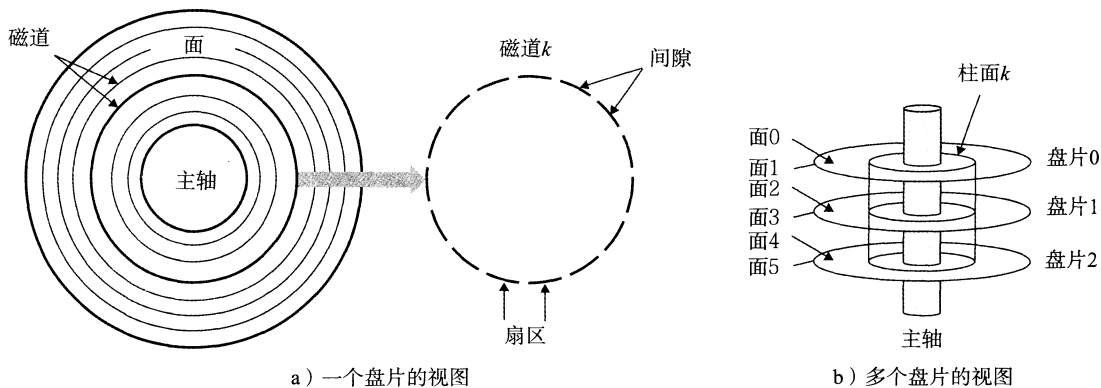 磁道
面
主轴
磁道k
间隙
扇区
a）一个盘片的视图
柱面k
面0
面1
面2
面3
面4
面5
盘片0
盘片1
盘片2
主轴
b）多个盘片的视图